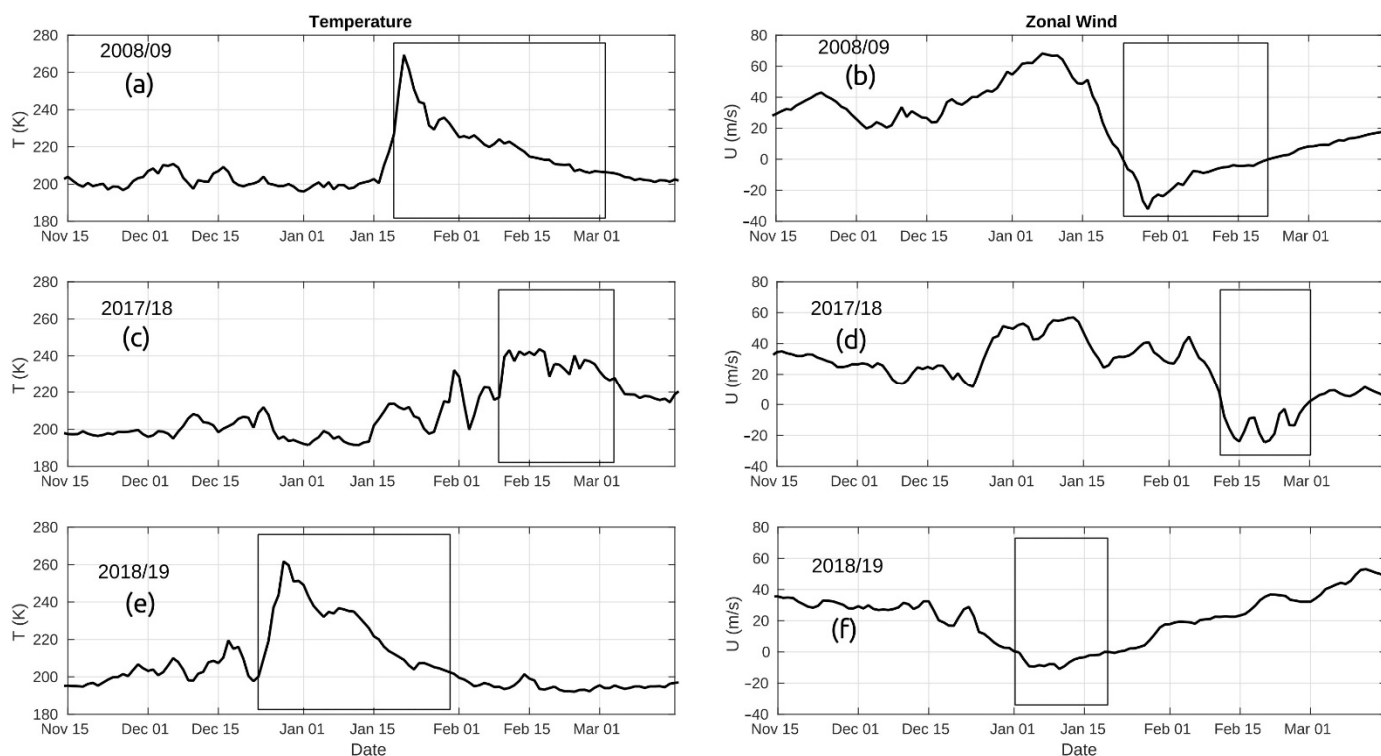 Temperature
Zonal Wind
280
260
240
220
200
180
T (K)
2008/09
(a)
Nov 15 Dec 01 Dec 15 Jan 01 Jan 15 Feb 01 Feb 15 Mar 01
80
60
40
20
0
−20
−40
U (m/s)
2008/09
(b)
Nov 15 Dec 01 Dec 15 Jan 01 Jan 15 Feb 01 Feb 15 Mar 01
280
260
240
220
200
180
160
T (K)
2017/18
(c)
Nov 15 Dec 01 Dec 15 Jan 01 Jan 15 Feb 01 Feb 15 Mar 01
80
60
40
20
0
−20
−40
U (m/s)
2017/18
(d)
Nov 15 Dec 01 Dec 15 Jan 01 Jan 15 Feb 01 Feb 15 Mar 01
280
260
240
220
200
180
T (K)
2018/19
(e)
Nov 15 Dec 01 Dec 15 Jan 01 Jan 15 Feb 01 Feb 15 Mar 01
Date
80
60
40
20
0
−20
−40
U (m/s)
2018/19
(f)
Nov 15 Dec 01 Dec 15 Jan 01 Jan 15 Feb 01 Feb 15 Mar 01
Date